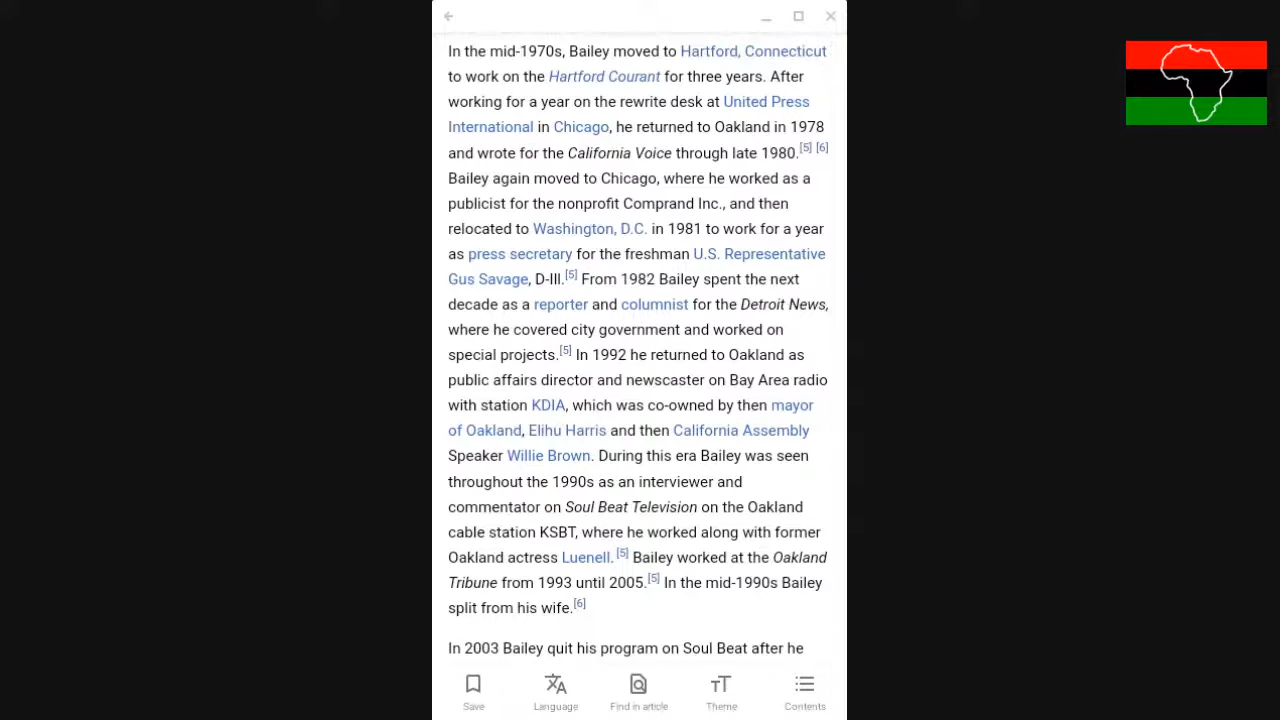 In the mid-1970s, Bailey moved to Hartford, Connecticut
to work on the Hartford Courant for three years. After
working for a year on the rewrite desk at United Press
International in Chicago, he returned to Oakland in 1978
and wrote for the California Voice through late 1980.[5] [6]
Bailey again moved to Chicago, where he worked as a
publicist for the nonprofit Comprand Inc., and then
relocated to Washington, D.C. in 1981 to work for a year
as press secretary for the freshman U.S. Representative
Gus Savage, D-Ill.[5] From 1982 Bailey spent the next
decade as a reporter and columnist for the Detroit News,
where he covered city government and worked on
special projects.[5] In 1992 he returned to Oakland as
public affairs director and newscaster on Bay Area radio
with station KDIA, which was co-owned by then mayor
of Oakland, Elihu Harris and then California Assembly
Speaker Willie Brown. During this era Bailey was seen
throughout the 1990s as an interviewer and
commentator on Soul Beat Television on the Oakland
cable station KSBT, where he worked along with former
Oakland actress Luenell. [5] Bailey worked at the Oakland
Tribune from 1993 until 2005.[5] In the mid-1990s Bailey
split from his wife.[6]
In 2003 Bailey quit his program on Soul Beat after he
Save Language Find in article Theme Contents